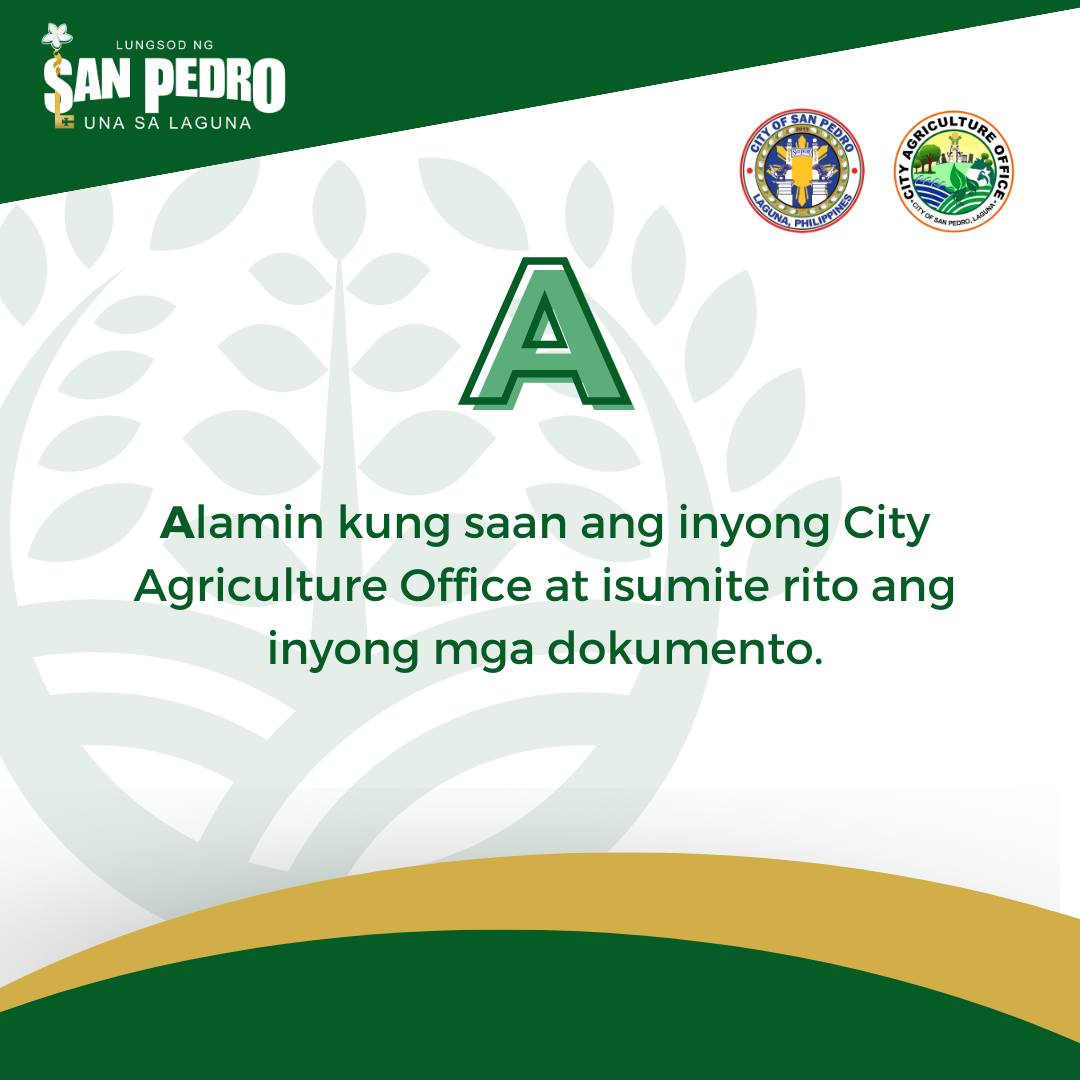 LUNGSOD NG
SAN PEDRO
UNA SA LAGUNA
CITY OF SAN PEDRO
LAGUNA, PHILIPPINES
CITY AGRICULTURE OFFICE
CITY OF SAN PEDRO, LAGUNA
A
Alamin kung saan ang inyong City
Agriculture Office at isumite rito ang
inyong mga dokumento.